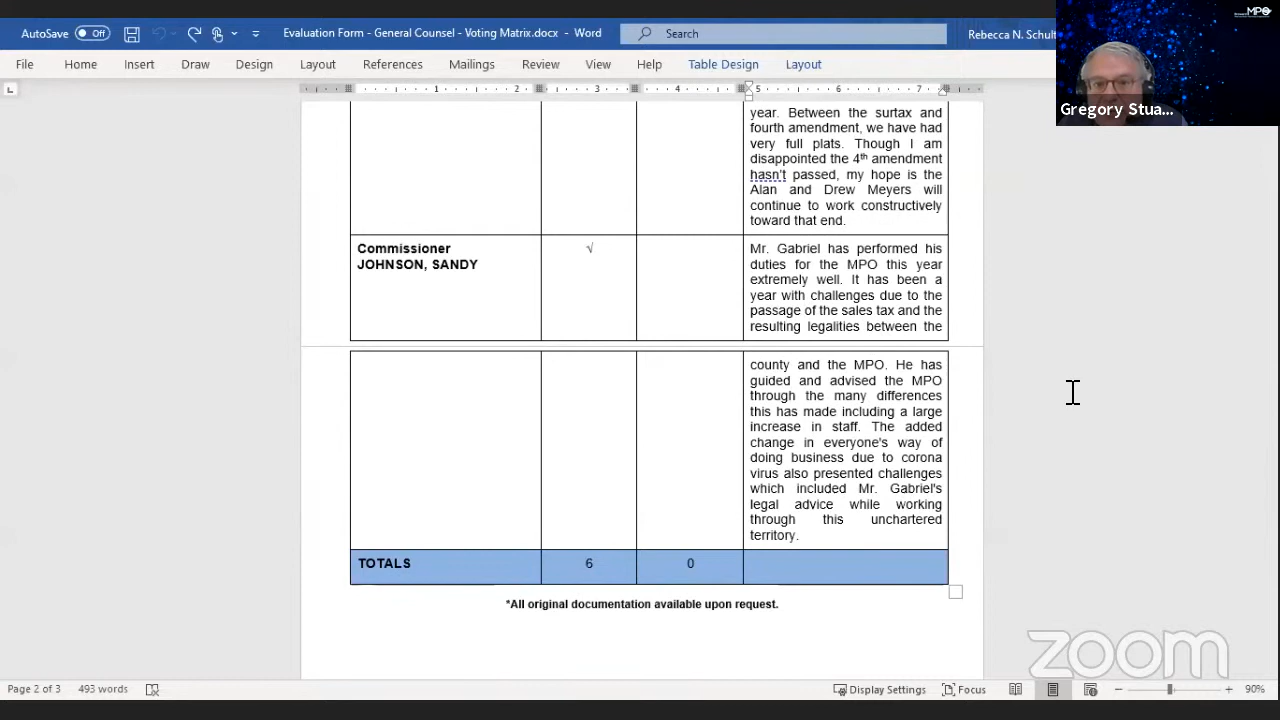 AutoSave Off
Evaluation Form - General Counsel - Voting Matrix.docx - Word
Search
Rebecca N. Schult
MPO
Gregory Stua...
File Home Insert Draw Design Layout References Mailings Review View Help Table Design Layout
1 2 3 4 5 6 7
year. Between the surtax and
fourth amendment, we have had
very full plats. Though I am
disappointed the 4th amendment
hasn't passed, my hope is the
Alan and Drew Meyers will
continue to work constructively
toward that end.
Commissioner
JOHNSON, SANDY
√
Mr. Gabriel has performed his
duties for the MPO this year
extremely well. It has been a
year with challenges due to the
passage of the sales tax and the
resulting legalities between the
county and the MPO. He has
guided and advised the MPO
through the many differences
this has made including a large
increase in staff. The added
change in everyone's way of
doing business due to corona
virus also presented challenges
which included Mr. Gabriel's
legal advice while working
through this unchartered
territory.
TOTALS 6 0
*All original documentation available upon request.
zoom
Page 2 of 3 493 words Display Settings Focus 90%